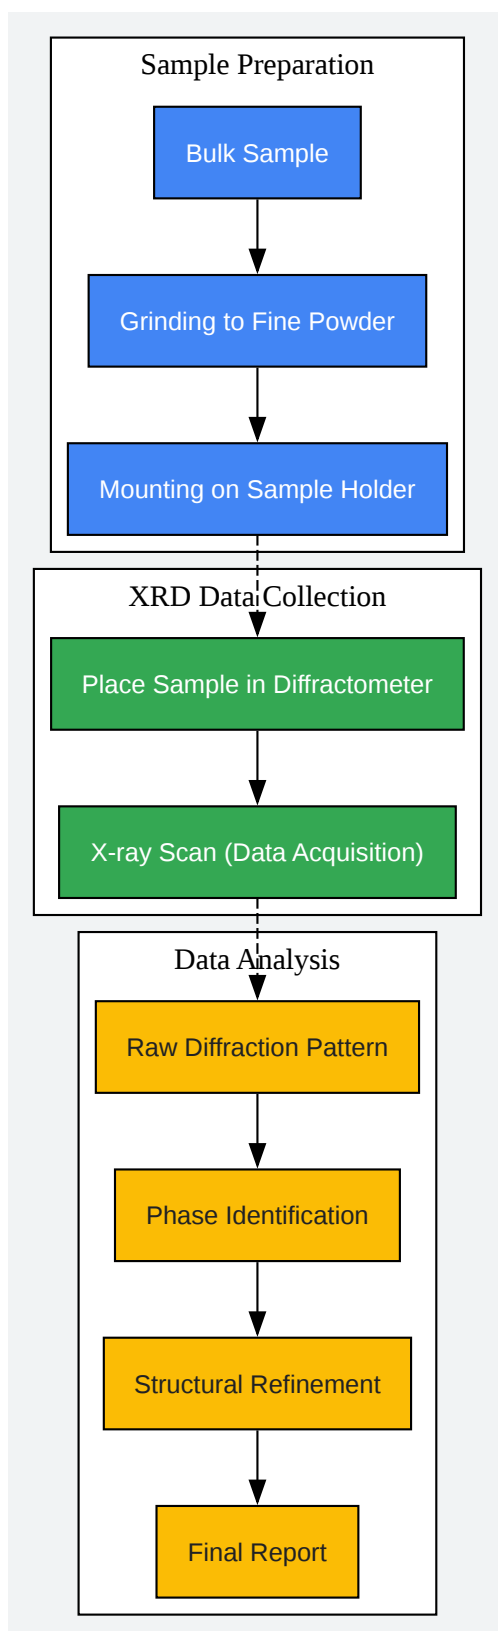 Sample Preparation
Bulk Sample
Grinding to Fine Powder
Mounting on Sample Holder
XRD Data Collection
Place Sample in Diffractometer
X-ray Scan (Data Acquisition)
Data Analysis
Raw Diffraction Pattern
Phase Identification
Structural Refinement
Final Report